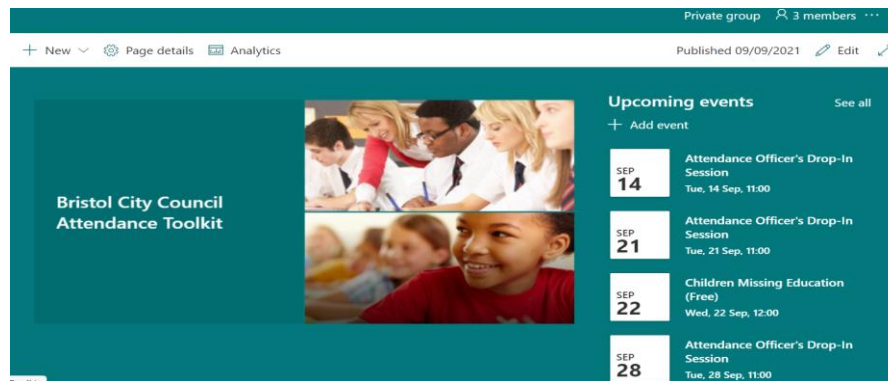 Private group 3 members ...
New Page details Analytics
Published 09/09/2021 Edit
Bristol City Council
Attendance Toolkit
Upcoming events See all
+ Add event
SEP
14
Attendance Officer's Drop-In
Session
Tue, 14 Sep, 11:00
SEP
21
Attendance Officer's Drop-In
Session
Tue, 21 Sep, 11:00
SEP
22
Children Missing Education
(Free)
Wed, 22 Sep, 12:00
SEP
28
Attendance Officer's Drop-In
Session
Tue, 28 Sep, 11:00